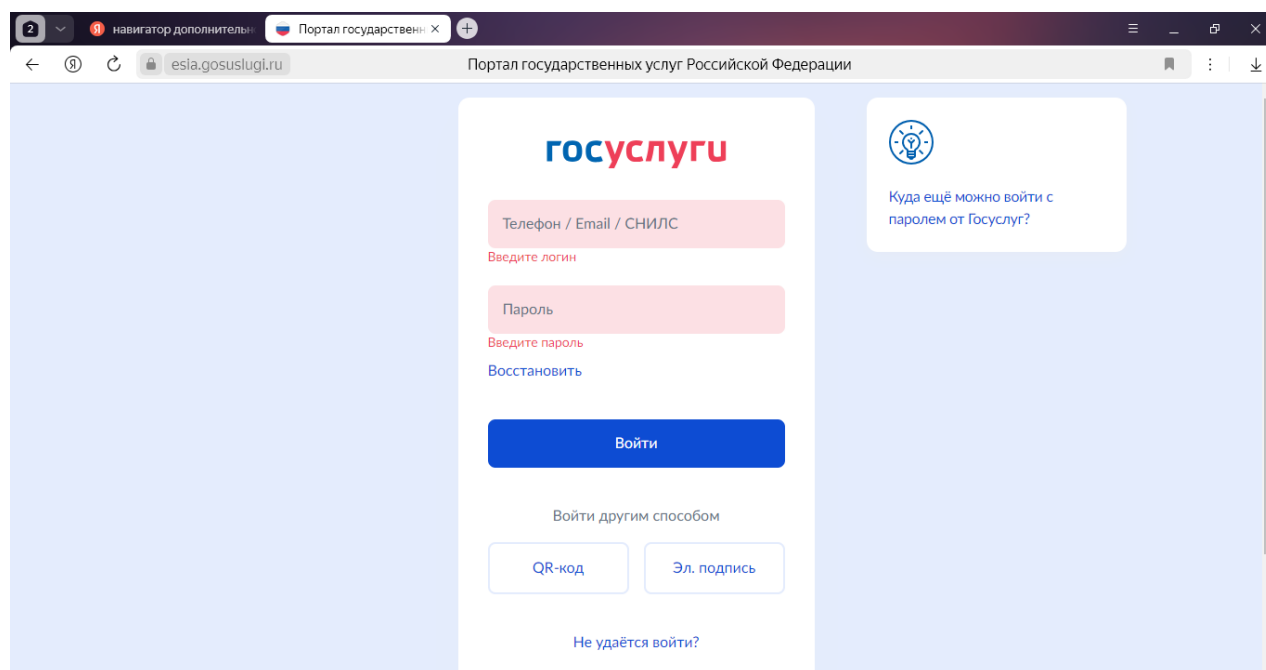 2
навигатор дополнительн
Портал государственн
esia.gosuslugi.ru
Портал государственных услуг Российской Федерации
госуслуги
Телефон / Email / СНИЛС
Введите логин
Пароль
Введите пароль
Восстановить
Войти
Войти другим способом
QR-код
Эл. подпись
Не удаётся войти?
Куда ещё можно войти с
паролем от Госуслуг?